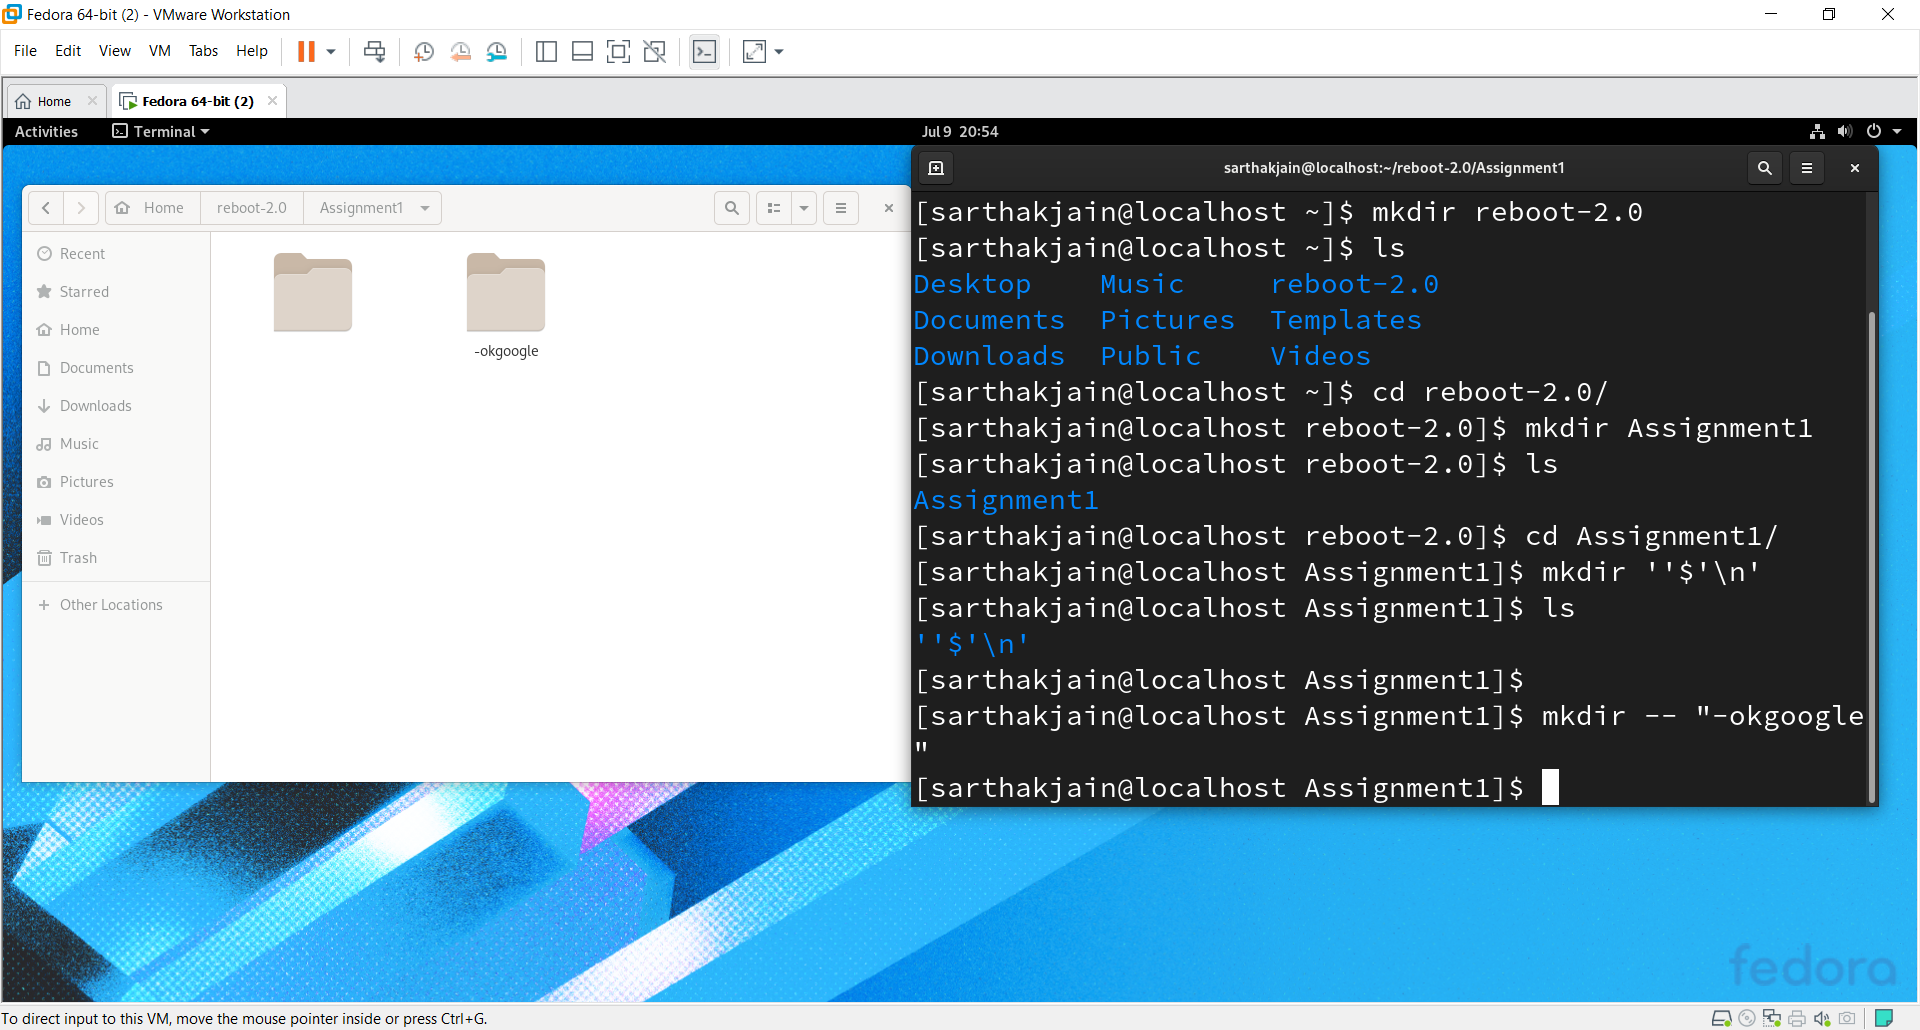 Fedora 64-bit (2) - VMware Workstation
File Edit View VM Tabs Help
Home
Fedora 64-bit (2)
Activities
Terminal
Jul 9 20:54
Home
reboot-2.0
Assignment1
Recent
Starred
Home
Documents
Downloads
Music
Pictures
Videos
Trash
Other Locations
-okgoogle
sarthakjain@localhost:~/reboot-2.0/Assignment1
[sarthakjain@localhost ~]$ mkdir reboot-2.0
[sarthakjain@localhost ~]$ ls
Desktop Music reboot-2.0
Documents Pictures Templates
Downloads Public Videos
[sarthakjain@localhost ~]$ cd reboot-2.0/
[sarthakjain@localhost reboot-2.0]$ mkdir Assignment1
[sarthakjain@localhost reboot-2.0]$ ls
Assignment1
[sarthakjain@localhost reboot-2.0]$ cd Assignment1/
[sarthakjain@localhost Assignment1]$ mkdir ''$'\n'
[sarthakjain@localhost Assignment1]$ ls
''$'\n'
[sarthakjain@localhost Assignment1]$
[sarthakjain@localhost Assignment1]$ mkdir -- "-okgoogle
"
[sarthakjain@localhost Assignment1]$
fedora
To direct input to this VM, move the mouse pointer inside or press Ctrl+G.